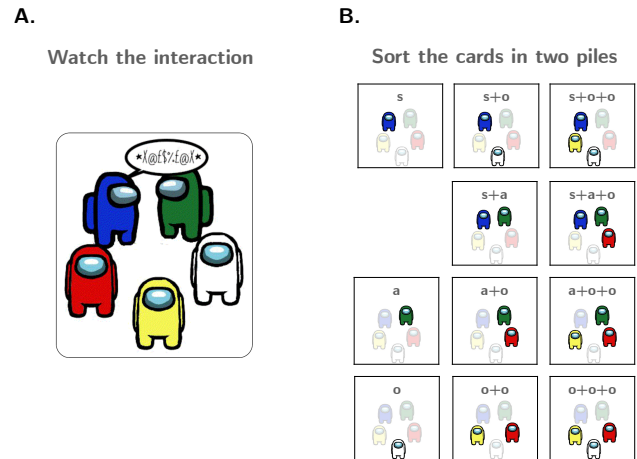 A.
Watch the interaction
*X@£$%£@X*
B.
Sort the cards in two piles
s
s+o
s+o+o
s+a
s+a+o
a
a+o
a+o+o
o
o+o
o+o+o